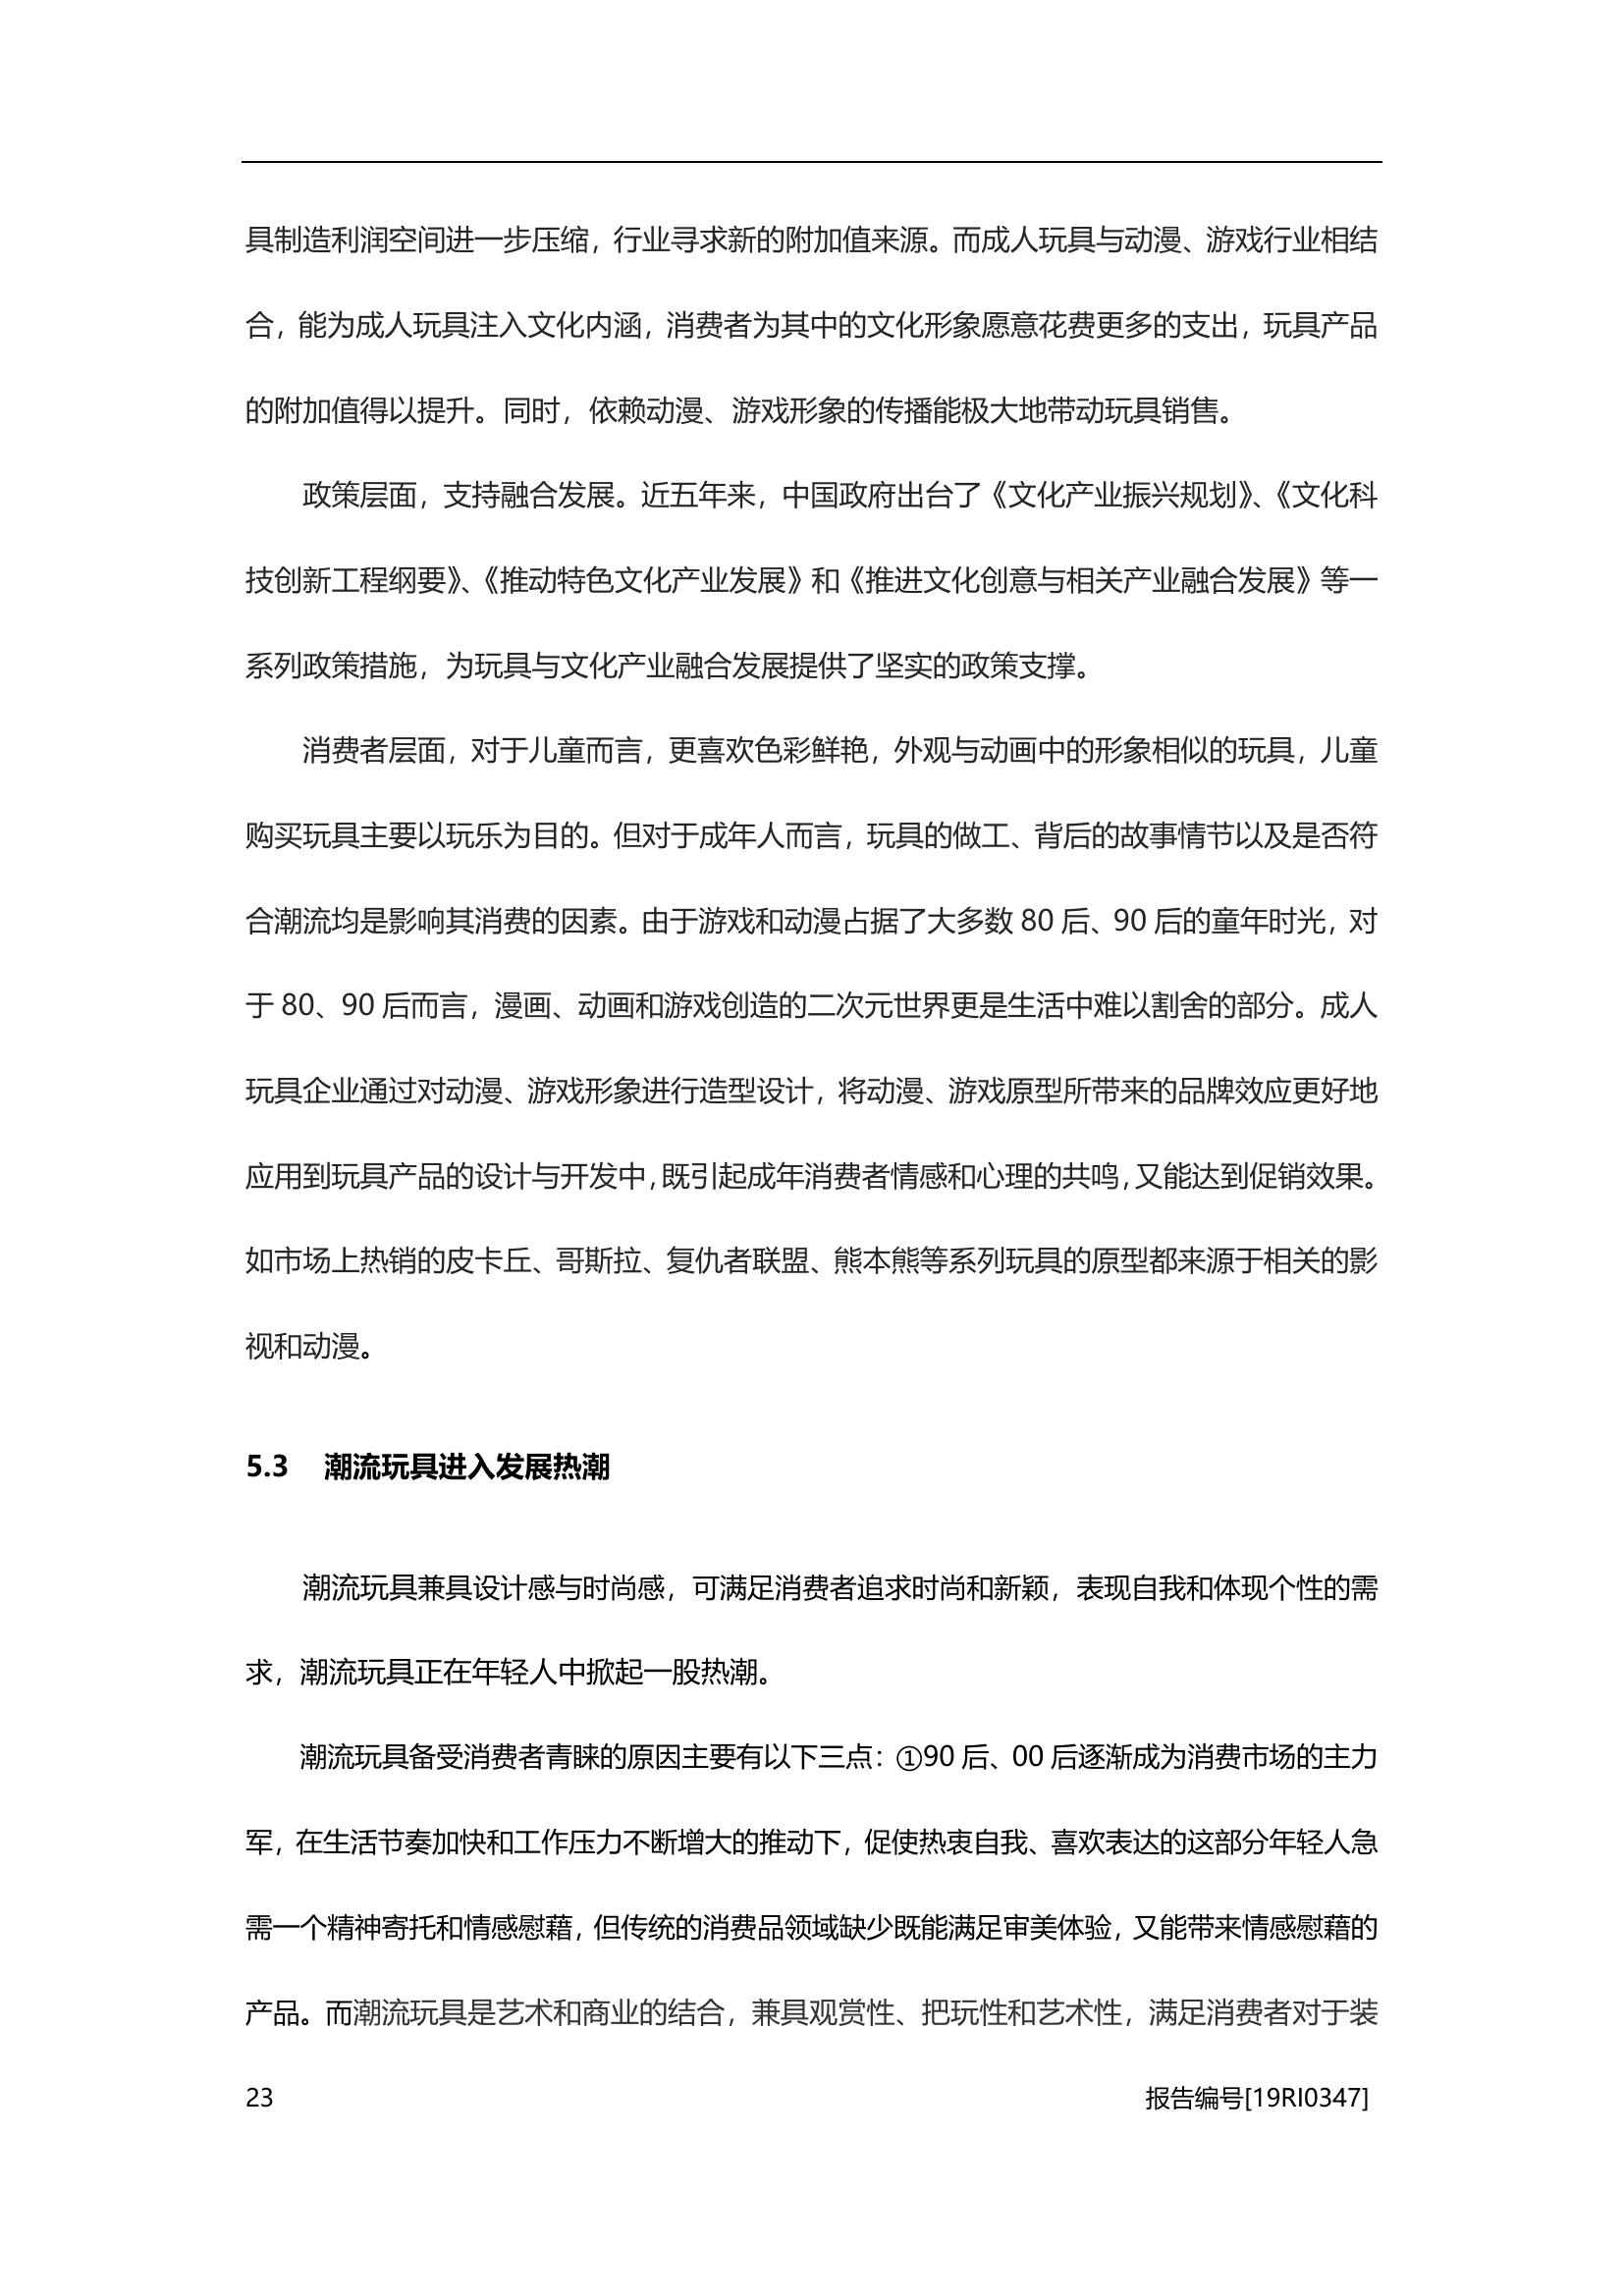 具制造利润空间进一步压缩，行业寻求新的附加值来源。而成人玩具与动漫、游戏行业相结
合，能为成人玩具注入文化内涵，消费者为其中的文化形象愿意花费更多的支出，玩具产品
的附加值得以提升。同时，依赖动漫、游戏形象的传播能极大地带动玩具销售。
政策层面，支持融合发展。近五年来，中国政府出台了《文化产业振兴规划》、《文化科
技创新工程纲要》、《推动特色文化产业发展》和《推进文化创意与相关产业融合发展》等一
系列政策措施，为玩具与文化产业融合发展提供了坚实的政策支撑。
消费者层面，对于儿童而言，更喜欢色彩鲜艳，外观与动画中的形象相似的玩具，儿童
购买玩具主要以玩乐为目的。但对于成年人而言，玩具的做工、背后的故事情节以及是否符
合潮流均是影响其消费的因素。由于游戏和动漫占据了大多数 80 后、90 后的童年时光，对
于 80、90 后而言，漫画、动画和游戏创造的二次元世界更是生活中难以割舍的部分。成人
玩具企业通过对动漫、游戏形象进行造型设计，将动漫、游戏原型所带来的品牌效应更好地
应用到玩具产品的设计与开发中，既引起成年消费者情感和心理的共鸣，又能达到促销效果。
如市场上热销的皮卡丘、哥斯拉、复仇者联盟、熊本熊等系列玩具的原型都来源于相关的影
视和动漫。
5.3 潮流玩具进入发展热潮
潮流玩具兼具设计感与时尚感，可满足消费者追求时尚和新颖，表现自我和体现个性的需
求，潮流玩具正在年轻人中掀起一股热潮。
潮流玩具备受消费者青睐的原因主要有以下三点：①90 后、00 后逐渐成为消费市场的主力
军，在生活节奏加快和工作压力不断增大的推动下，促使热衷自我、喜欢表达的这部分年轻人急
需一个精神寄托和情感慰藉，但传统的消费品领域缺少既能满足审美体验，又能带来情感慰藉的
产品。而潮流玩具是艺术和商业的结合，兼具观赏性、把玩性和艺术性，满足消费者对于装
23 报告编号[19RI0347]